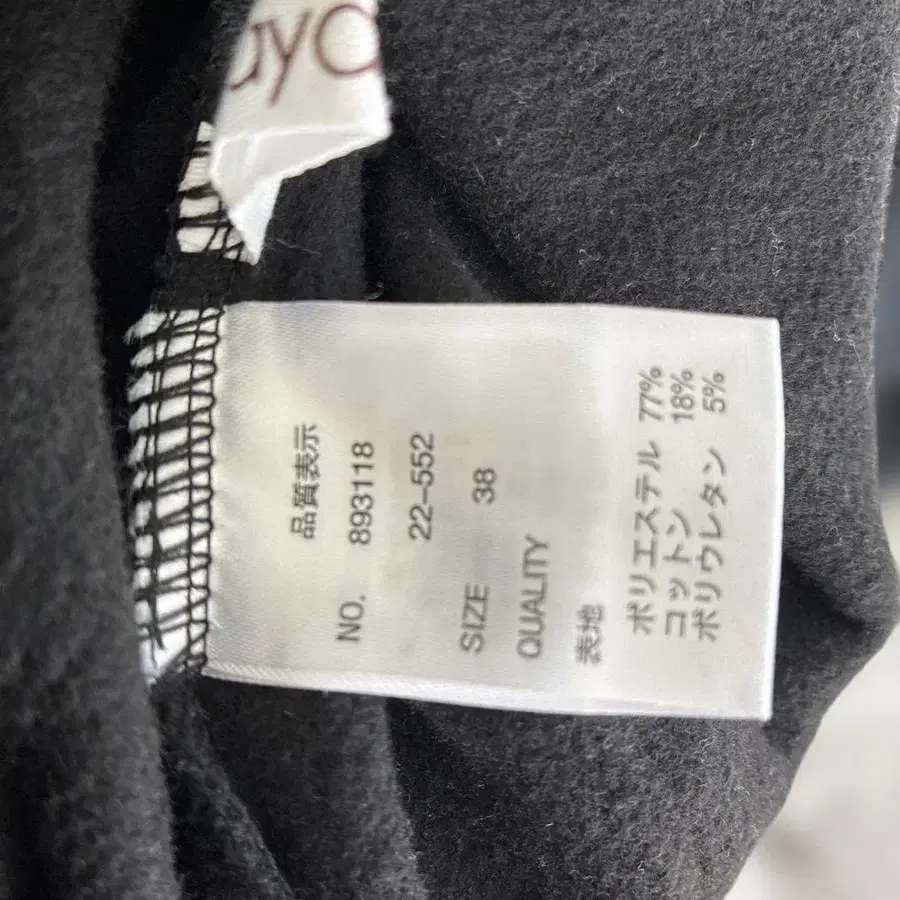 品質表示
NO. 893118
22-552
SIZE 38
QUALITY
表地
ポリエステル 77%
コットン 18%
ポリウレタン 5%